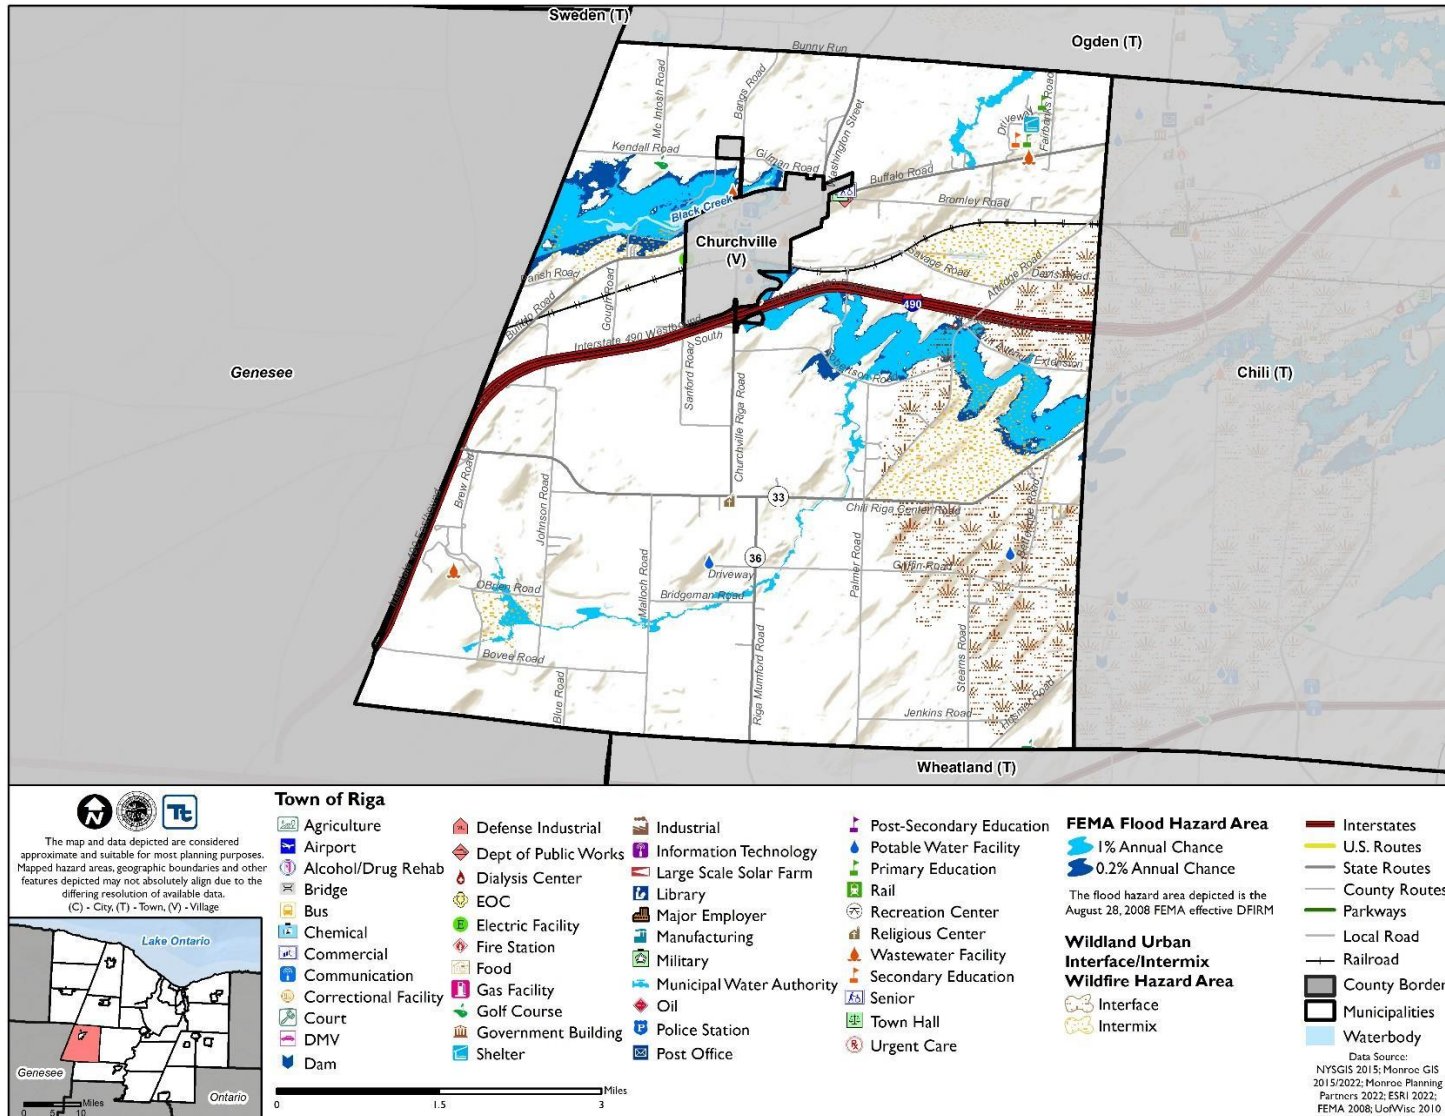 Sweden (T)
Ogden (T)
Bunny Run
Mc Intosh Road
Bangs Road
Washington Street
Driveway
Fairbanks Road
Kendall Road
Gilman Road
Buffalo Road
Bromley Road
Black Creek
Churchville
(V)
Savage Road
Davis Road
Attridge Road
Parish Road
Gough Road
Buffalo Road
490
Interstate 490 Westbound
South
Genesee
Chili (T)
Sanford Road
Robertson Road
Churchville Riga Road
Brew Road
Johnson Road
33
Chili Riga Center Road
36
Driveway
Griffin Road
OBrien Road
Malloch Road
Bridgeman Road
Palmer Road
Bovee Road
Blue Road
Riga Mumford Road
Stearns Road
Jenkins Road
Wheatland (T)
N
Tt
The map and data depicted are considered
approximate and suitable for most planning purposes.
Mapped hazard areas, geographic boundaries and other
features depicted may not absolutely align due to the
differing resolution of available data.
(C) - City, (T) - Town, (V) - Village
Lake Ontario
Genesee
Ontario
Miles
0 5 10
Town of Riga
Agriculture
Airport
Alcohol/Drug Rehab
Bridge
Bus
Chemical
Commercial
Communication
Correctional Facility
Court
DMV
Dam
Defense Industrial
Dept of Public Works
Dialysis Center
EOC
Electric Facility
Fire Station
Food
Gas Facility
Golf Course
Government Building
Shelter
Industrial
Information Technology
Large Scale Solar Farm
Library
Major Employer
Manufacturing
Military
Municipal Water Authority
Oil
Police Station
Post Office
Post-Secondary Education
Potable Water Facility
Primary Education
Rail
Recreation Center
Religious Center
Wastewater Facility
Secondary Education
Senior
Town Hall
Urgent Care
Miles
0 1.5 3
FEMA Flood Hazard Area
1% Annual Chance
0.2% Annual Chance
The flood hazard area depicted is the
August 28, 2008 FEMA effective DFIRM
Wildland Urban
Interface/Intermix
Wildfire Hazard Area
Interface
Intermix
Interstates
U.S. Routes
State Routes
County Routes
Parkways
Local Road
Railroad
County Border
Municipalities
Waterbody
Data Source:
NYSGIS 2015; Monroe GIS
2015/2022; Monroe Planning
Partners 2022; ESRI 2022;
FEMA 2008; UofWisc 2010